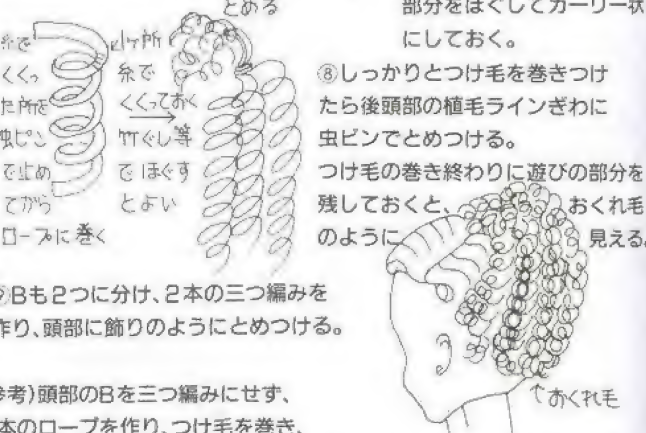 とめる
糸で
くくっ
た所を
虫ピン
で止め
てから
ロープに巻く
小ヶ所
糸で
くくっておく
竹ぐし等
でほぐす
とよい
部分をほぐしてカーリー状
にしておく。
⑧しっかりとつけ毛を巻きつけ
たら後頭部の植毛ラインぎわに
虫ピンでとめつける。
つけ毛の巻き終わりに遊びの部分を
残しておくと、おくれ毛
のように見える。
おくれ毛
Bも2つに分け、2本の三つ編みを
作り、頭部に飾りのようにとめつける。
参考)頭部のBを三つ編みにせず、
本のロープを作り、つけ毛を巻き、